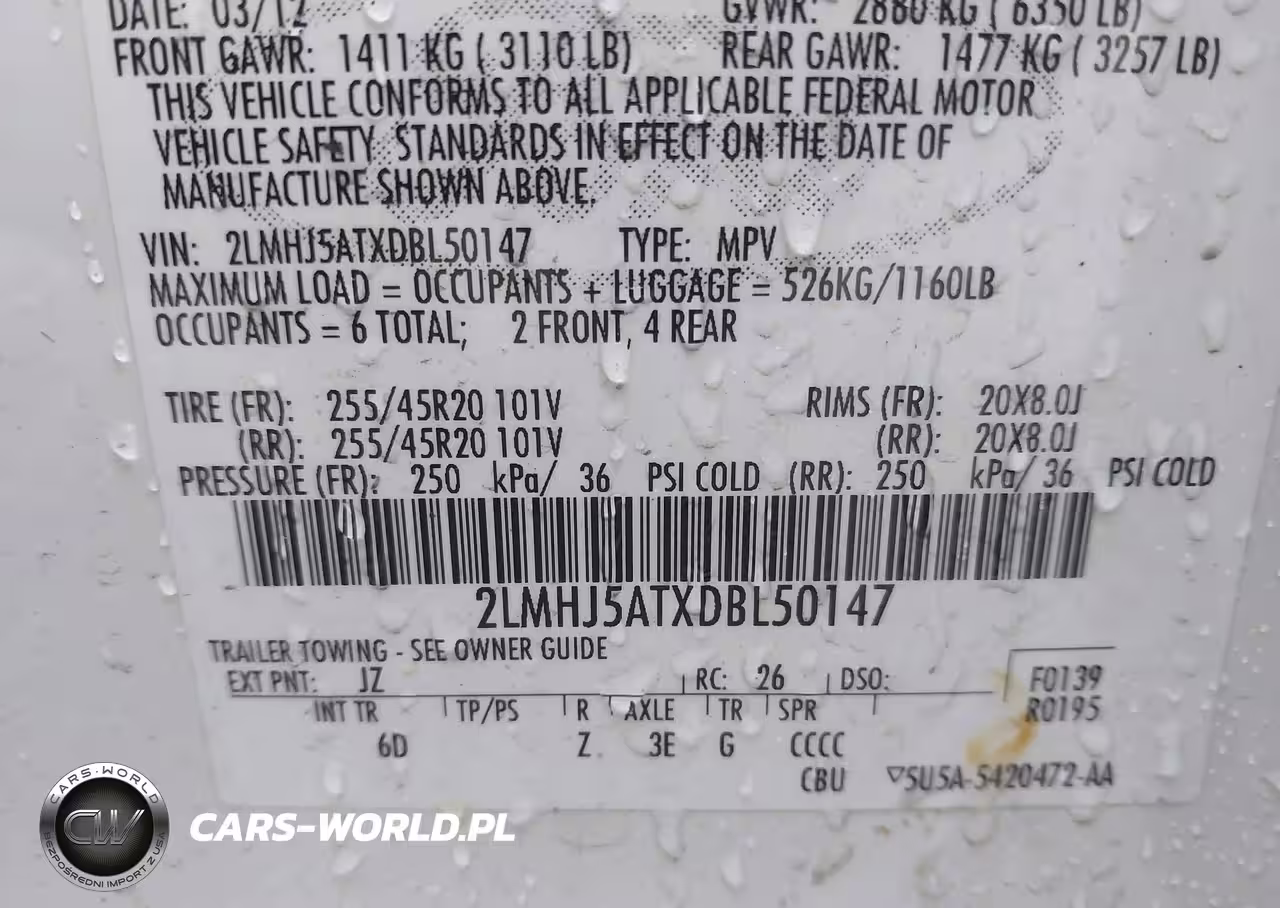 DATE: 03/12 GVWR: 2880 KG ( 6350 LB)
FRONT GAWR: 1411 KG ( 3110 LB) REAR GAWR: 1477 KG ( 3257 LB)
THIS VEHICLE CONFORMS TO ALL APPLICABLE FEDERAL MOTOR
VEHICLE SAFETY STANDARDS IN EFFECT ON THE DATE OF
MANUFACTURE SHOWN ABOVE.
VIN: 2LMHJ5ATXDBL50147 TYPE: MPV
MAXIMUM LOAD = OCCUPANTS + LUGGAGE = 526KG/1160LB
OCCUPANTS = 6 TOTAL; 2 FRONT, 4 REAR
TIRE (FR): 255/45R20 101V RIMS (FR): 20X8.0J
(RR): 255/45R20 101V (RR): 20X8.0J
PRESSURE (FR): 250 kPa/ 36 PSI COLD (RR): 250 kPa/ 36 PSI COLD
2LMHJ5ATXDBL50147
TRAILER TOWING - SEE OWNER GUIDE
EXT PNT: JZ RC: 26 DSO: F0139
INT TR TP/PS R AXLE TR SPR R0195
6D Z 3E G CCCC
CBU ▽5U5A-5420472-AA
CARS-WORLD
CW
BEZPOŚREDNI IMPORT Z USA
CARS-WORLD.PL